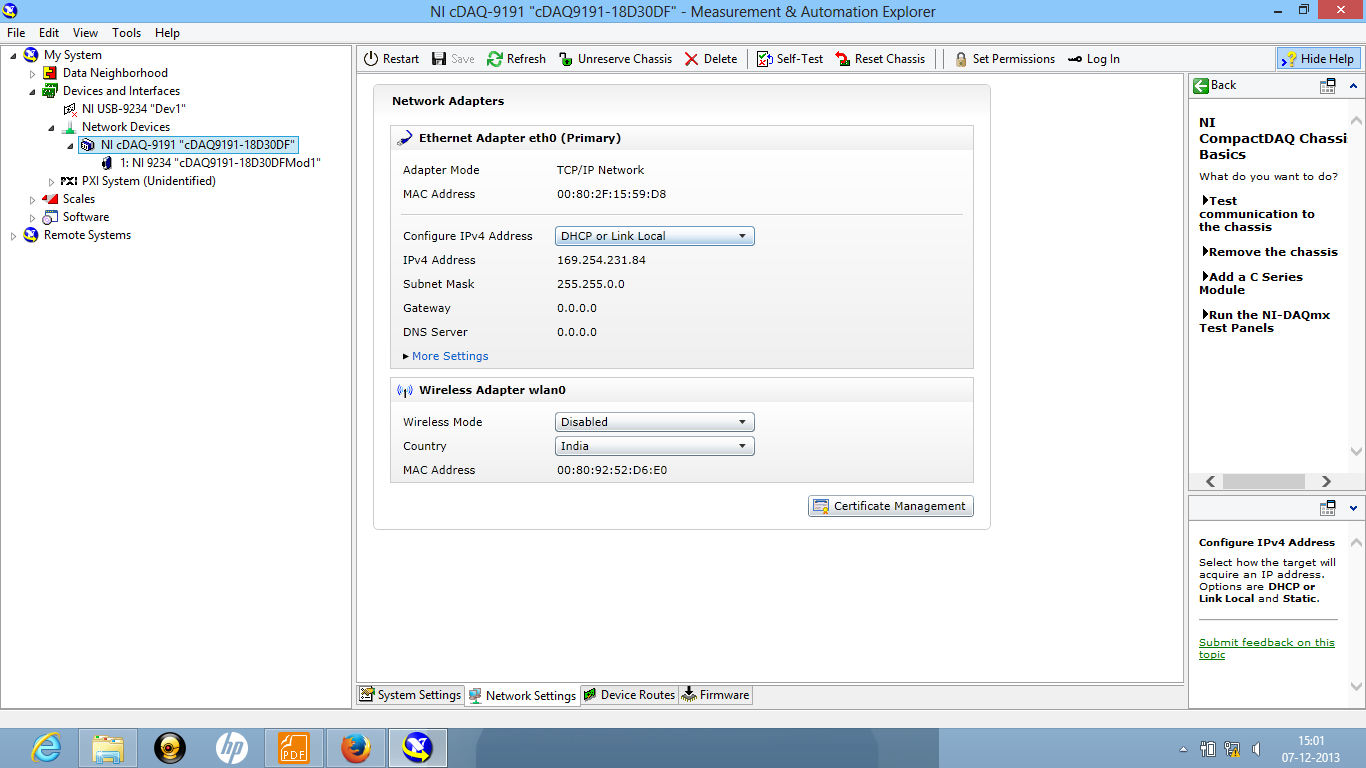 NI cDAQ-9191 "cDAQ9191-18D30DF" - Measurement & Automation Explorer
File Edit View Tools Help
My System
Data Neighborhood
Devices and Interfaces
NI USB-9234 "Dev1"
Network Devices
NI cDAQ-9191 "cDAQ9191-18D30DF"
1: NI 9234 "cDAQ9191-18D30DFMod1"
PXI PXI System (Unidentified)
Scales
Software
Remote Systems
Restart Save Refresh Unreserve Chassis Delete Self-Test Reset Chassis Set Permissions Log In Hide Help
Network Adapters
Ethernet Adapter eth0 (Primary)
Adapter Mode TCP/IP Network
MAC Address 00:80:2F:15:59:D8
Configure IPv4 Address DHCP or Link Local
IPv4 Address 169.254.231.84
Subnet Mask 255.255.0.0
Gateway 0.0.0.0
DNS Server 0.0.0.0
More Settings
Wireless Adapter wlan0
Wireless Mode Disabled
Country India
MAC Address 00:80:92:52:D6:E0
Certificate Management
System Settings Network Settings Device Routes Firmware
Back
NI
CompactDAQ Chassi
Basics
What do you want to do?
Test
communication to
the chassis
Remove the chassis
Add a C Series
Module
Run the NI-DAQmx
Test Panels
Configure IPv4 Address
Select how the target will
acquire an IP address.
Options are DHCP or
Link Local and Static.
Submit feedback on this
topic
hp
PDF
15:01
07-12-2013